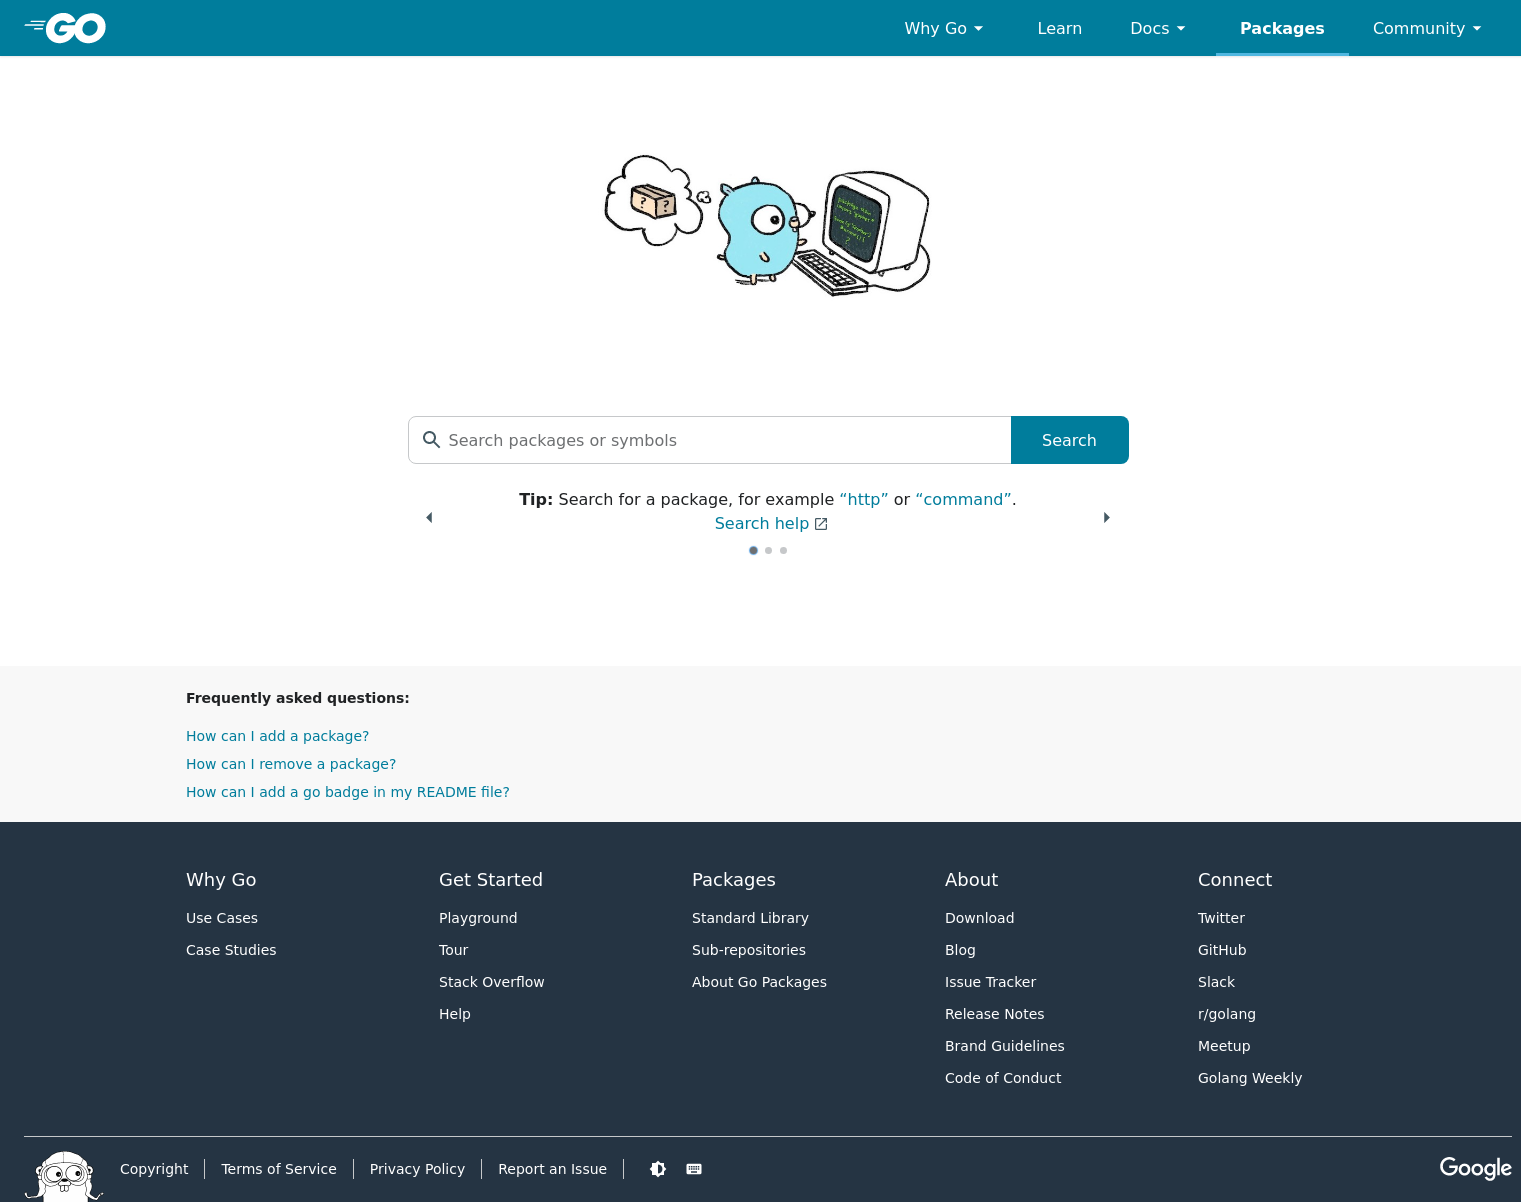 GO
Why Go
Learn
Docs
Packages
Community
? ?
Search packages or symbols
Search
Tip: Search for a package, for example “http” or “command”.
Search help
Frequently asked questions:
How can I add a package?
How can I remove a package?
How can I add a go badge in my README file?
Why Go
Use Cases
Case Studies
Get Started
Playground
Tour
Stack Overflow
Help
Packages
Standard Library
Sub-repositories
About Go Packages
About
Download
Blog
Issue Tracker
Release Notes
Brand Guidelines
Code of Conduct
Connect
Twitter
GitHub
Slack
r/golang
Meetup
Golang Weekly
Copyright
Terms of Service
Privacy Policy
Report an Issue
Google